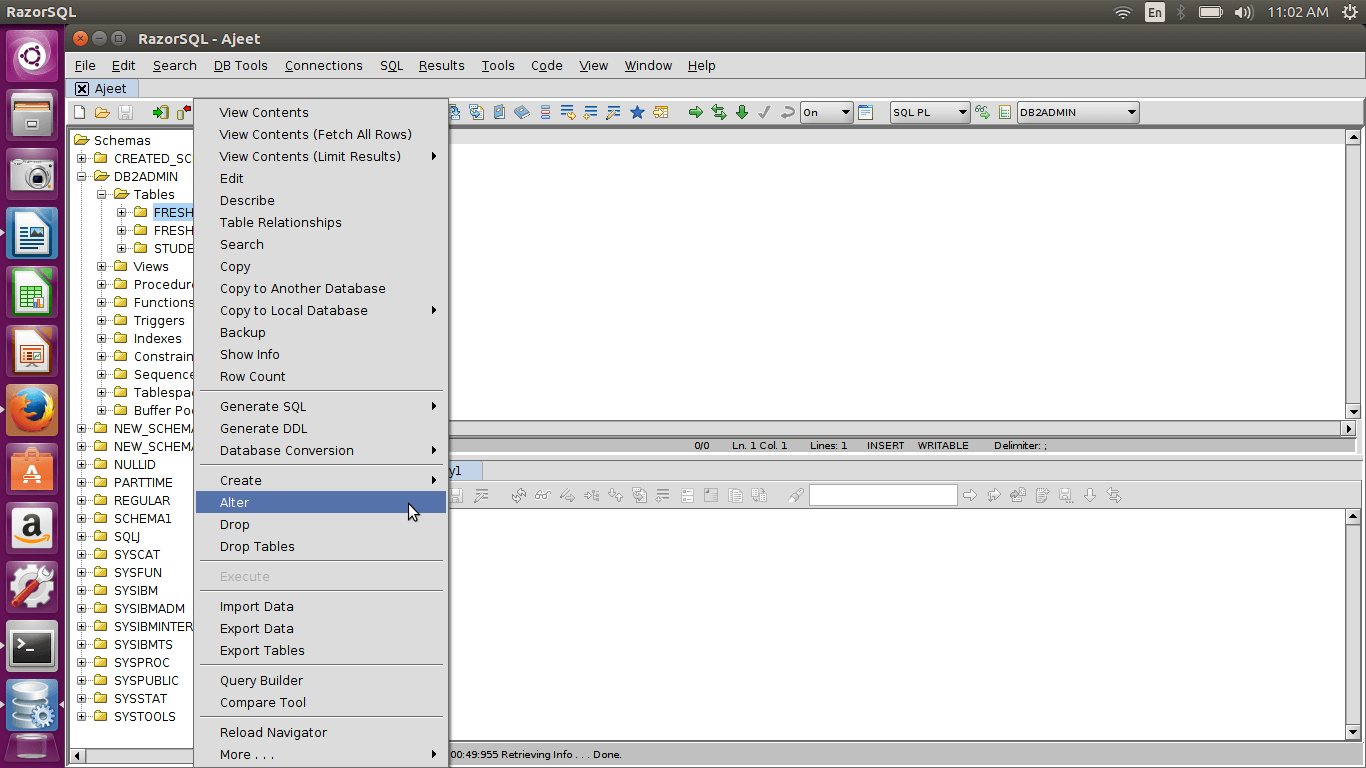 RazorSQL
En
11:02 AM
RazorSQL - Ajeet
File Edit Search DB Tools Connections SQL Results Tools Code View Window Help
Ajeet
On
SQL PL
DB2ADMIN
Schemas
CREATED_SC
DB2ADMIN
Tables
FRESH
FRESH
STUDE
Views
Procedure
Functions
Triggers
Indexes
Constrain
Sequence
Tablespa
Buffer Poo
NEW_SCHEMA
NEW_SCHEMA
NULLID
PARTTIME
REGULAR
SCHEMA1
SQLJ
SYSCAT
SYSFUN
SYSIBM
SYSIBMADM
SYSIBMINTER
SYSIBMTS
SYSPROC
SYSPUBLIC
SYSSTAT
SYSTOOLS
View Contents
View Contents (Fetch All Rows)
View Contents (Limit Results)
Edit
Describe
Table Relationships
Search
Copy
Copy to Another Database
Copy to Local Database
Backup
Show Info
Row Count
Generate SQL
Generate DDL
Database Conversion
Create
Alter
Drop
Drop Tables
Execute
Import Data
Export Data
Export Tables
Query Builder
Compare Tool
Reload Navigator
More . . .
0/0 Ln. 1 Col. 1 Lines: 1 INSERT WRITABLE Delimiter: ;
y1
00:49:955 Retrieving Info . . . Done.